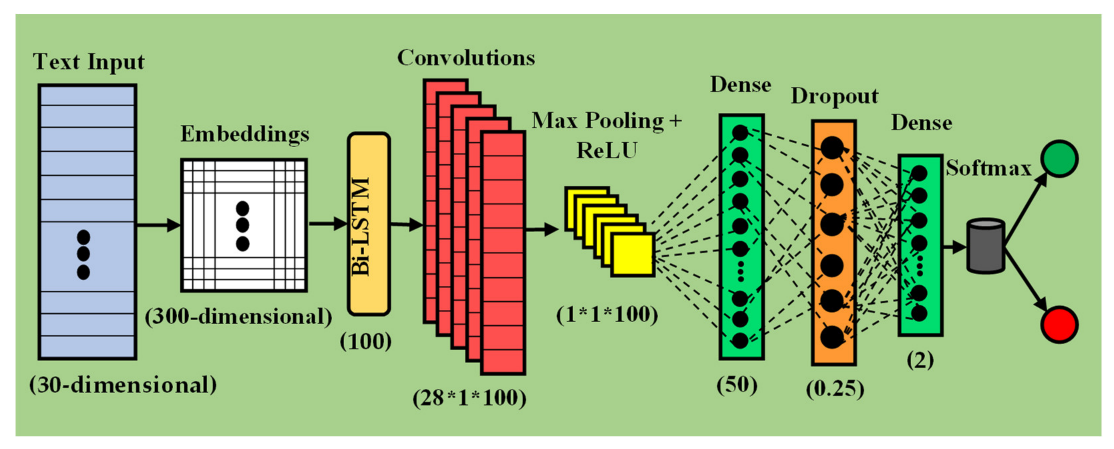 Text Input
(30-dimensional)
Embeddings
(300-dimensional)
Bi-LSTM
(100)
Convolutions
(28*1*100)
Max Pooling +
ReLU
(1*1*100)
Dense
(50)
Dropout
(0.25)
Dense
(2)
Softmax